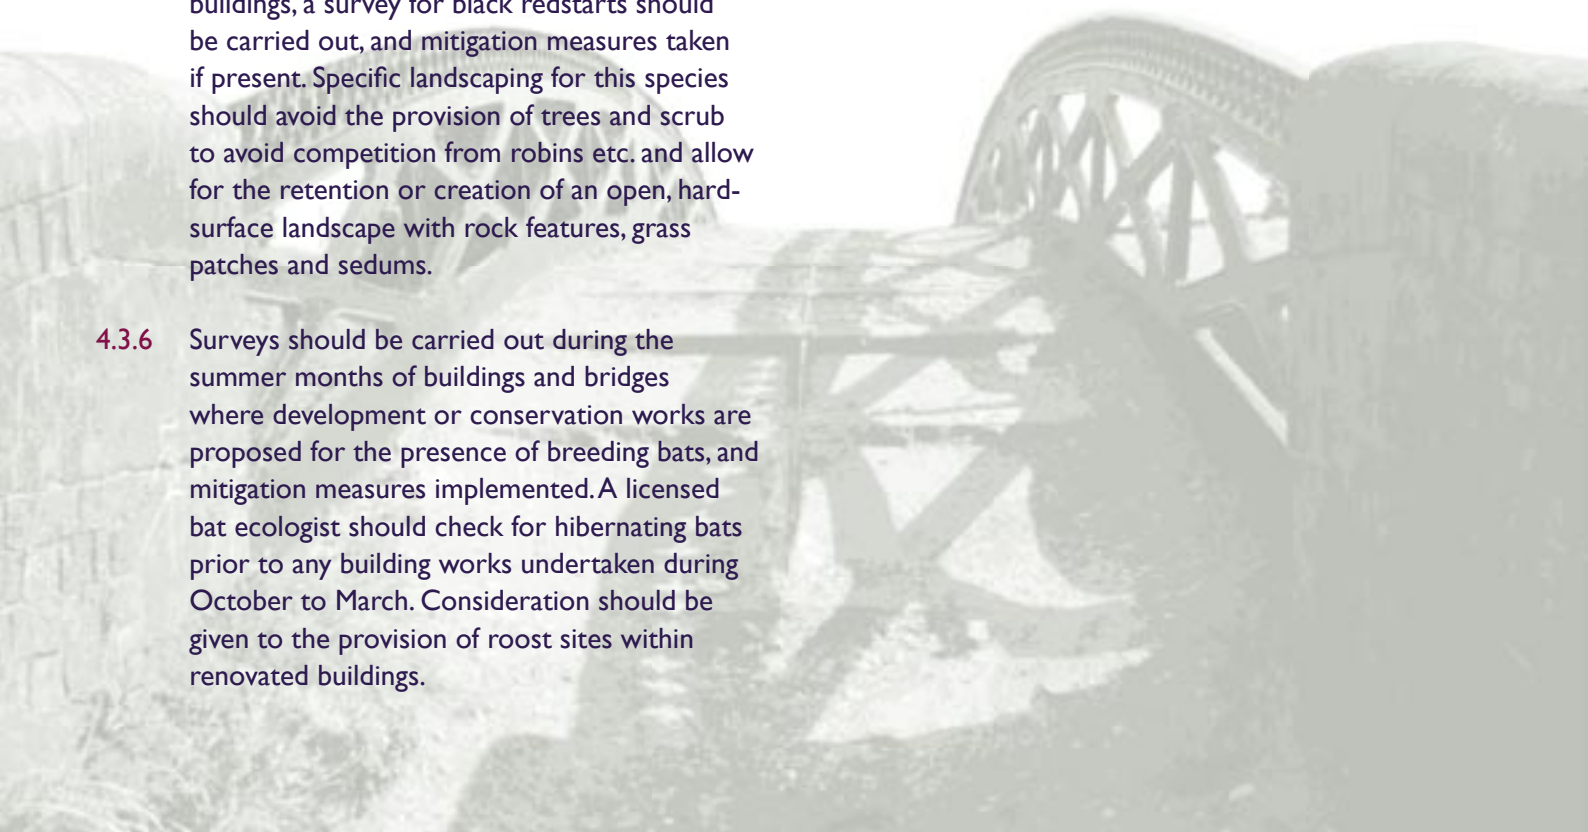 buildings, a survey for black redstarts should
be carried out, and mitigation measures taken
if present. Specific landscaping for this species
should avoid the provision of trees and scrub
to avoid competition from robins etc. and allow
for the retention or creation of an open, hard-
surface landscape with rock features, grass
patches and sedums.
4.3.6 Surveys should be carried out during the
summer months of buildings and bridges
where development or conservation works are
proposed for the presence of breeding bats, and
mitigation measures implemented. A licensed
bat ecologist should check for hibernating bats
prior to any building works undertaken during
October to March. Consideration should be
given to the provision of roost sites within
renovated buildings.